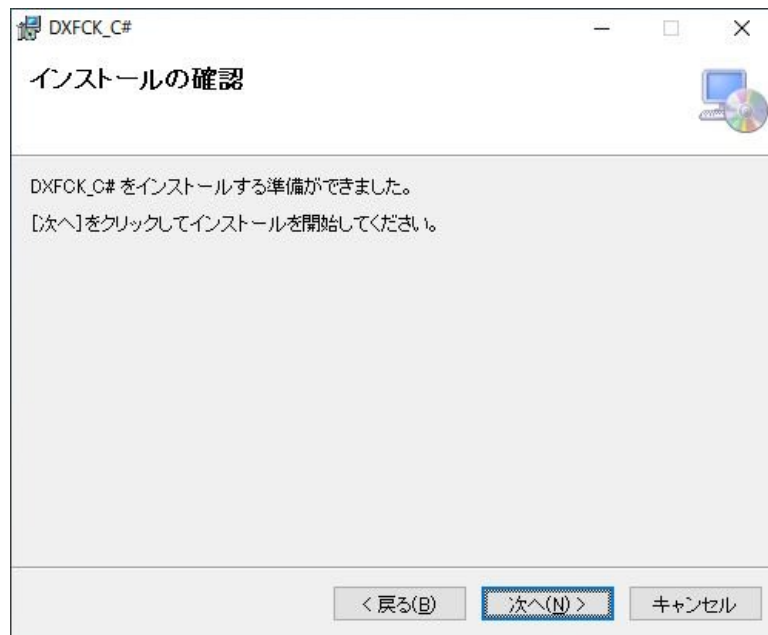 DXFCK_C#
インストールの確認
DXFCK_C# をインストールする準備ができました。
[次へ]をクリックしてインストールを開始してください。
< 戻る(B)
次へ(N) >
キャンセル